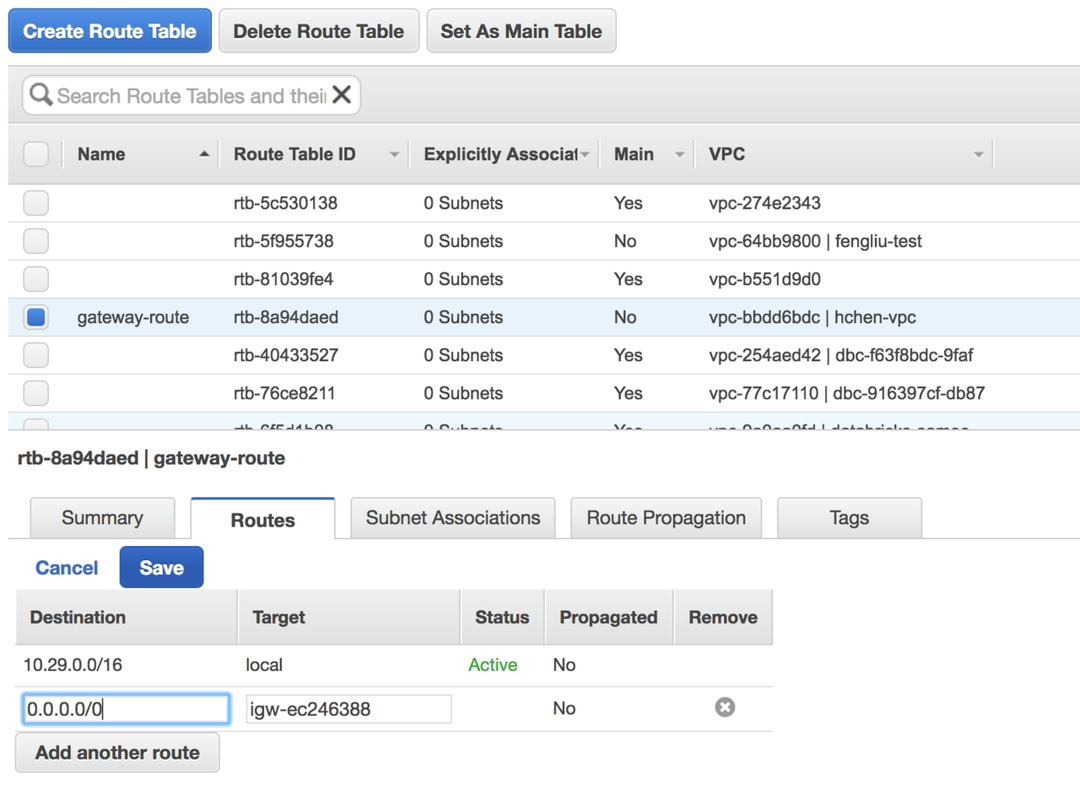 Create Route Table Delete Route Table Set As Main Table
Search Route Tables and thei
Name Route Table ID Explicitly Associat Main VPC
rtb-5c530138 0 Subnets Yes vpc-274e2343
rtb-5f955738 0 Subnets No vpc-64bb9800 | fengliu-test
rtb-81039fe4 0 Subnets Yes vpc-b551d9d0
gateway-route rtb-8a94daed 0 Subnets No vpc-bbdd6bdc | hchen-vpc
rtb-40433527 0 Subnets Yes vpc-254aed42 | dbc-f63f8bdc-9faf
rtb-76ce8211 0 Subnets Yes vpc-77c17110 | dbc-916397cf-db87
0 Subnets Yes
rtb-8a94daed | gateway-route
Summary Routes Subnet Associations Route Propagation Tags
Cancel Save
Destination Target Status Propagated Remove
10.29.0.0/16 local Active No
0.0.0.0/0 igw-ec246388 No
Add another route